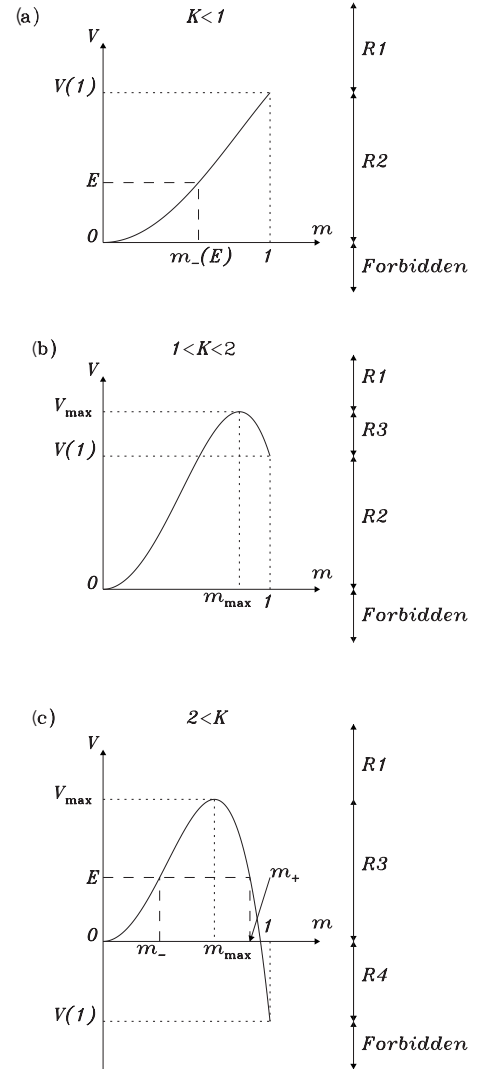 (a) K<1
V
R1
V(1)
R2
E
0 m
m_(E) 1
Forbidden
(b) 1<K<2
V
R1
Vmax
R3
V(1)
R2
0 m
mmax 1
Forbidden
(c) 2<K
V
R1
Vmax
R3
E m+
1 m
0
m_ mmax
R4
V(1)
Forbidden